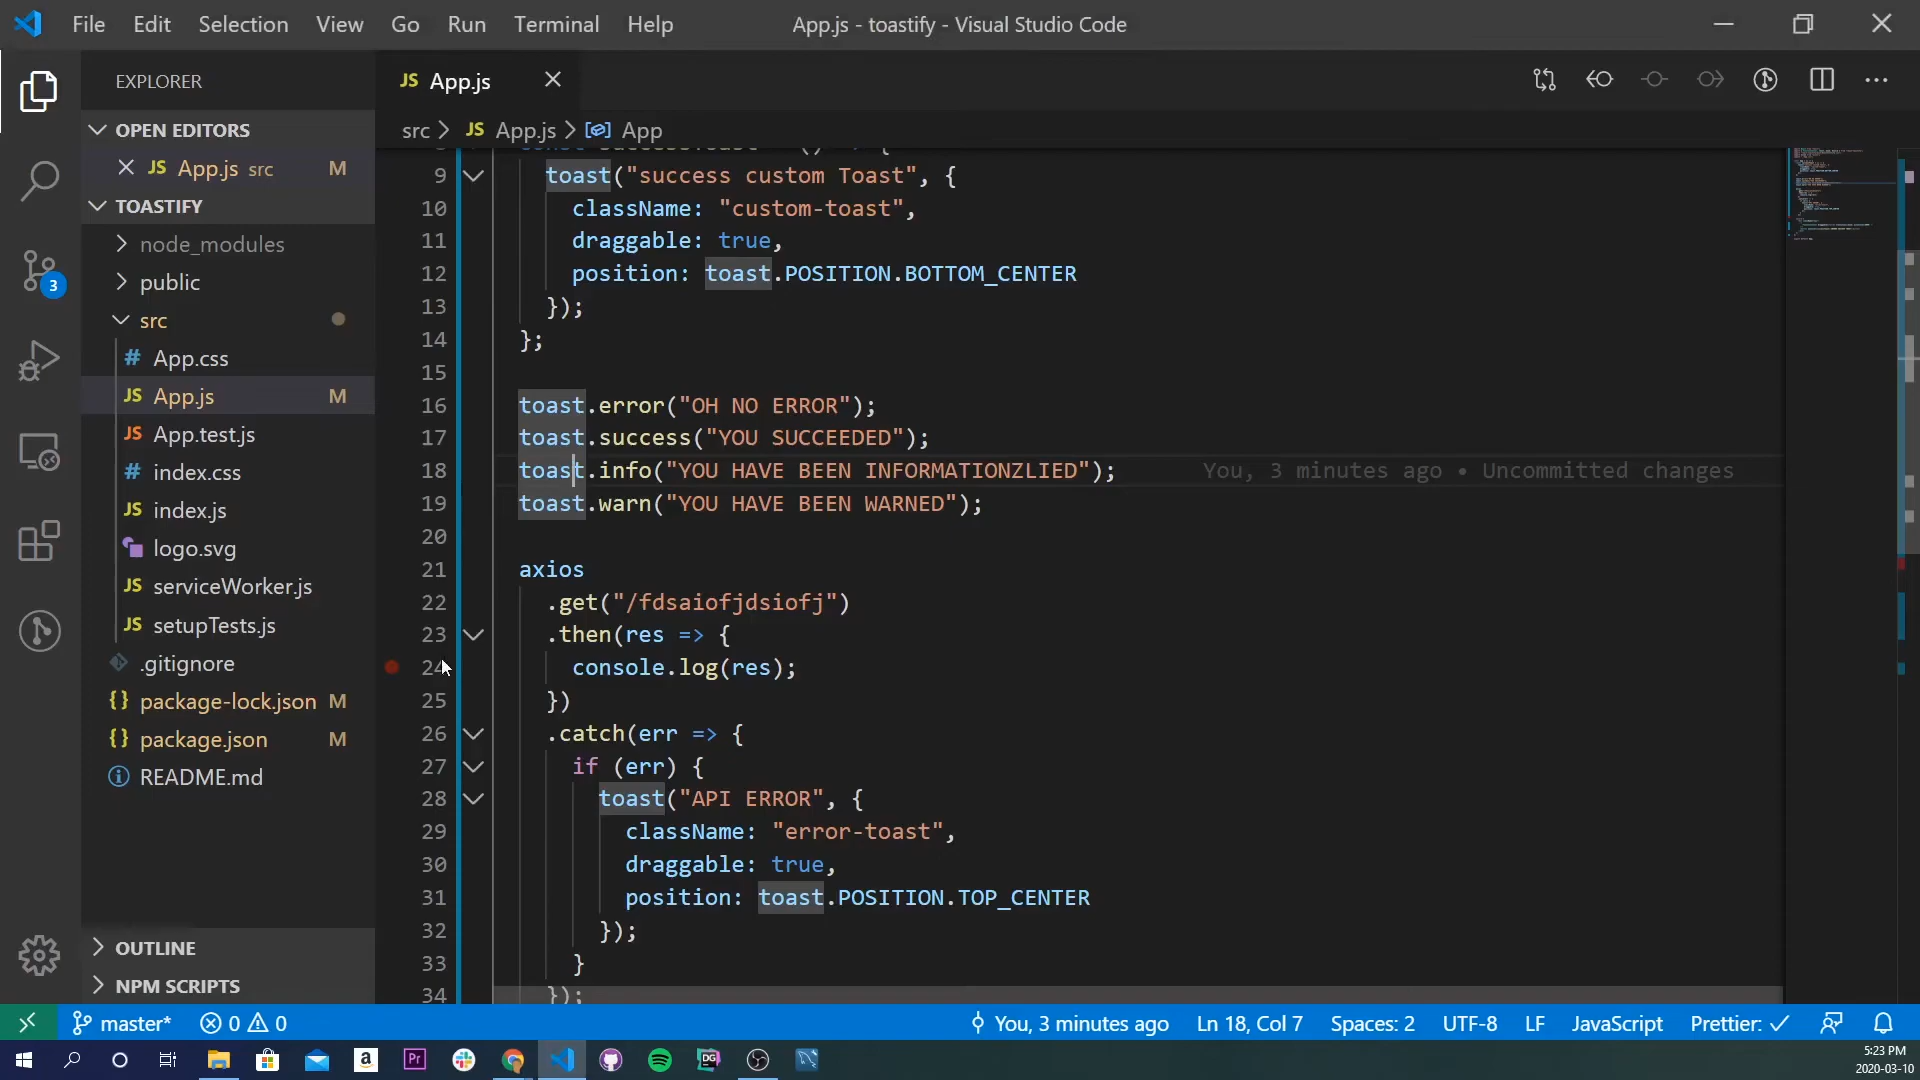 File Edit Selection View Go Run Terminal Help App.js - toastify - Visual Studio Code
EXPLORER
OPEN EDITORS
JS App.js src M
TOASTIFY
node_modules
public
src
# App.css
JS App.js M
JS App.test.js
# index.css
JS index.js
logo.svg
JS serviceWorker.js
JS setupTests.js
.gitignore
{} package-lock.json M
{} package.json M
README.md
OUTLINE
NPM SCRIPTS
3
JS App.js
src > JS App.js > App
9 toast("success custom Toast", {
10 className: "custom-toast",
11 draggable: true,
12 position: toast.POSITION.BOTTOM_CENTER
13 });
14 };
15
16 toast.error("OH NO ERROR");
17 toast.success("YOU SUCCEEDED");
18 toast.info("YOU HAVE BEEN INFORMATIONZLIED"); You, 3 minutes ago • Uncommitted changes
19 toast.warn("YOU HAVE BEEN WARNED");
20
21 axios
22 .get("/fdsaiofjdsiofj")
23 .then(res => {
24 console.log(res);
25 })
26 .catch(err => {
27 if (err) {
28 toast("API ERROR", {
29 className: "error-toast",
30 draggable: true,
31 position: toast.POSITION.TOP_CENTER
32 });
33 }
34 });
master* 0 0 You, 3 minutes ago Ln 18, Col 7 Spaces: 2 UTF-8 LF JavaScript Prettier: ✓
a Pr DG
5:23 PM
2020-03-10